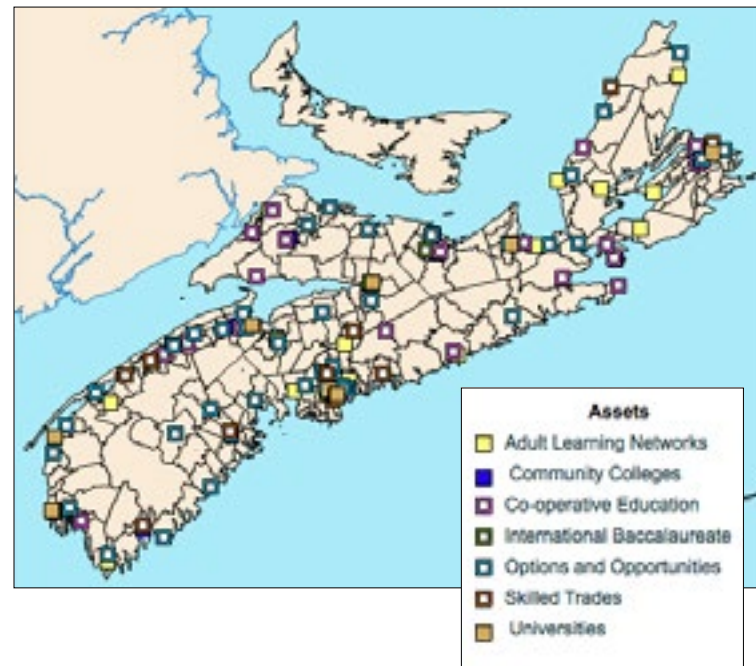 Assets
Adult Learning Networks
Community Colleges
Co-operative Education
International Baccalaureate
Options and Opportunities
Skilled Trades
Universities